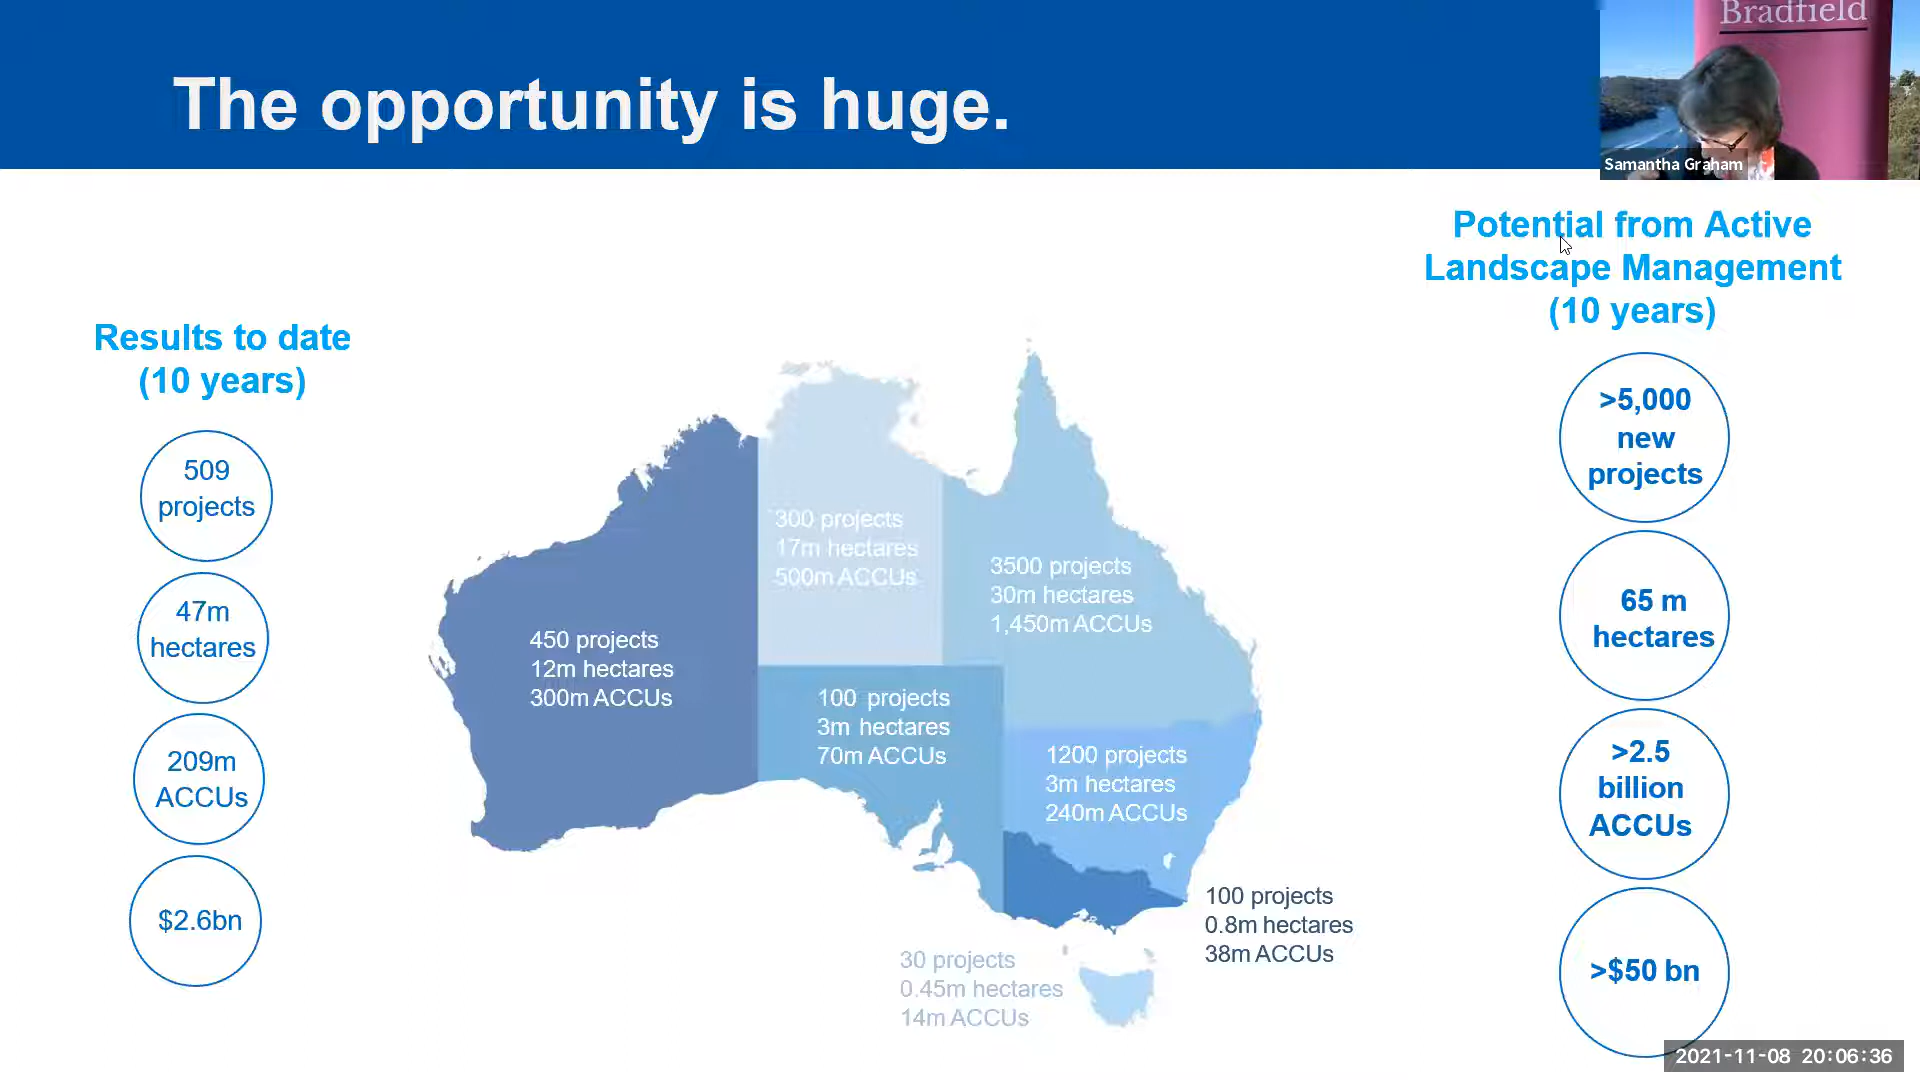 The opportunity is huge.
Bradfield
Samantha Graham
Results to date
(10 years)
509
projects
47m
hectares
209m
ACCUs
$2.6bn
450 projects
12m hectares
300m ACCUs
300 projects
17m hectares
500m ACCUs
3500 projects
30m hectares
1,450m ACCUs
100 projects
3m hectares
70m ACCUs
1200 projects
3m hectares
240m ACCUs
100 projects
0.8m hectares
38m ACCUs
30 projects
0.45m hectares
14m ACCUs
Potential from Active
Landscape Management
(10 years)
>5,000
new
projects
65 m
hectares
>2.5
billion
ACCUs
>$50 bn
2021-11-08 20:06:36